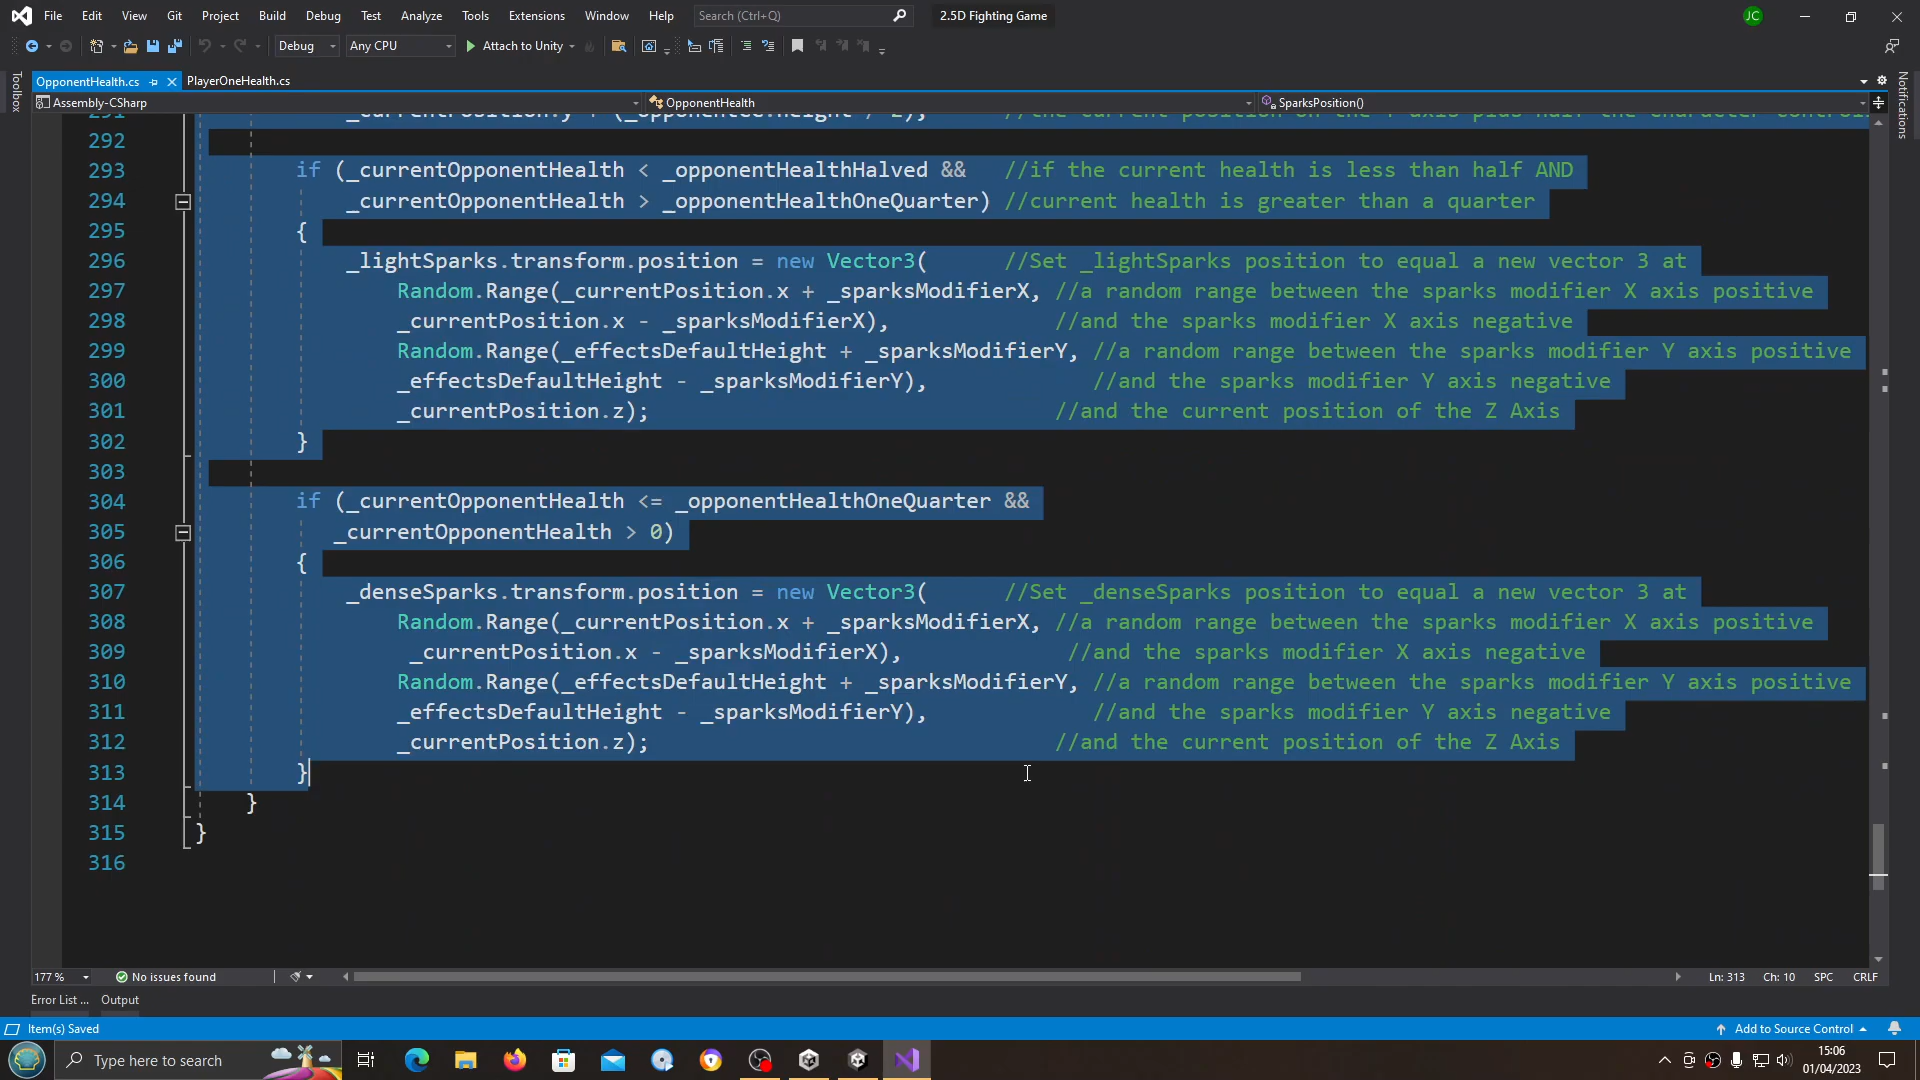 File Edit View Git Project Build Debug Test Analyze Tools Extensions Window Help Search (Ctrl+Q) 2.5D Fighting Game JC
Debug Any CPU Attach to Unity
OpponentHealth.cs PlayerOneHealth.cs
Toolbox
Notifications
Assembly-CSharp OpponentHealth SparksPosition()
292
293 if (_currentOpponentHealth < _opponentHealthHalved && //if the current health is less than half AND
294 _currentOpponentHealth > _opponentHealthOneQuarter) //current health is greater than a quarter
295 {
296 _lightSparks.transform.position = new Vector3( //Set _lightSparks position to equal a new vector 3 at
297 Random.Range(_currentPosition.x + _sparksModifierX, //a random range between the sparks modifier X axis positive
298 _currentPosition.x - _sparksModifierX), //and the sparks modifier X axis negative
299 Random.Range(_effectsDefaultHeight + _sparksModifierY, //a random range between the sparks modifier Y axis positive
300 _effectsDefaultHeight - _sparksModifierY), //and the sparks modifier Y axis negative
301 _currentPosition.z); //and the current position of the Z Axis
302 }
303
304 if (_currentOpponentHealth <= _opponentHealthOneQuarter &&
305 _currentOpponentHealth > 0)
306 {
307 _denseSparks.transform.position = new Vector3( //Set _denseSparks position to equal a new vector 3 at
308 Random.Range(_currentPosition.x + _sparksModifierX, //a random range between the sparks modifier X axis positive
309 _currentPosition.x - _sparksModifierX), //and the sparks modifier X axis negative
310 Random.Range(_effectsDefaultHeight + _sparksModifierY, //a random range between the sparks modifier Y axis positive
311 _effectsDefaultHeight - _sparksModifierY), //and the sparks modifier Y axis negative
312 _currentPosition.z); //and the current position of the Z Axis
313 }
314 }
315 }
316
177 % No issues found Ln: 313 Ch: 10 SPC CRLF
Error List ... Output
Item(s) Saved Add to Source Control
Type here to search
15:06
01/04/2023